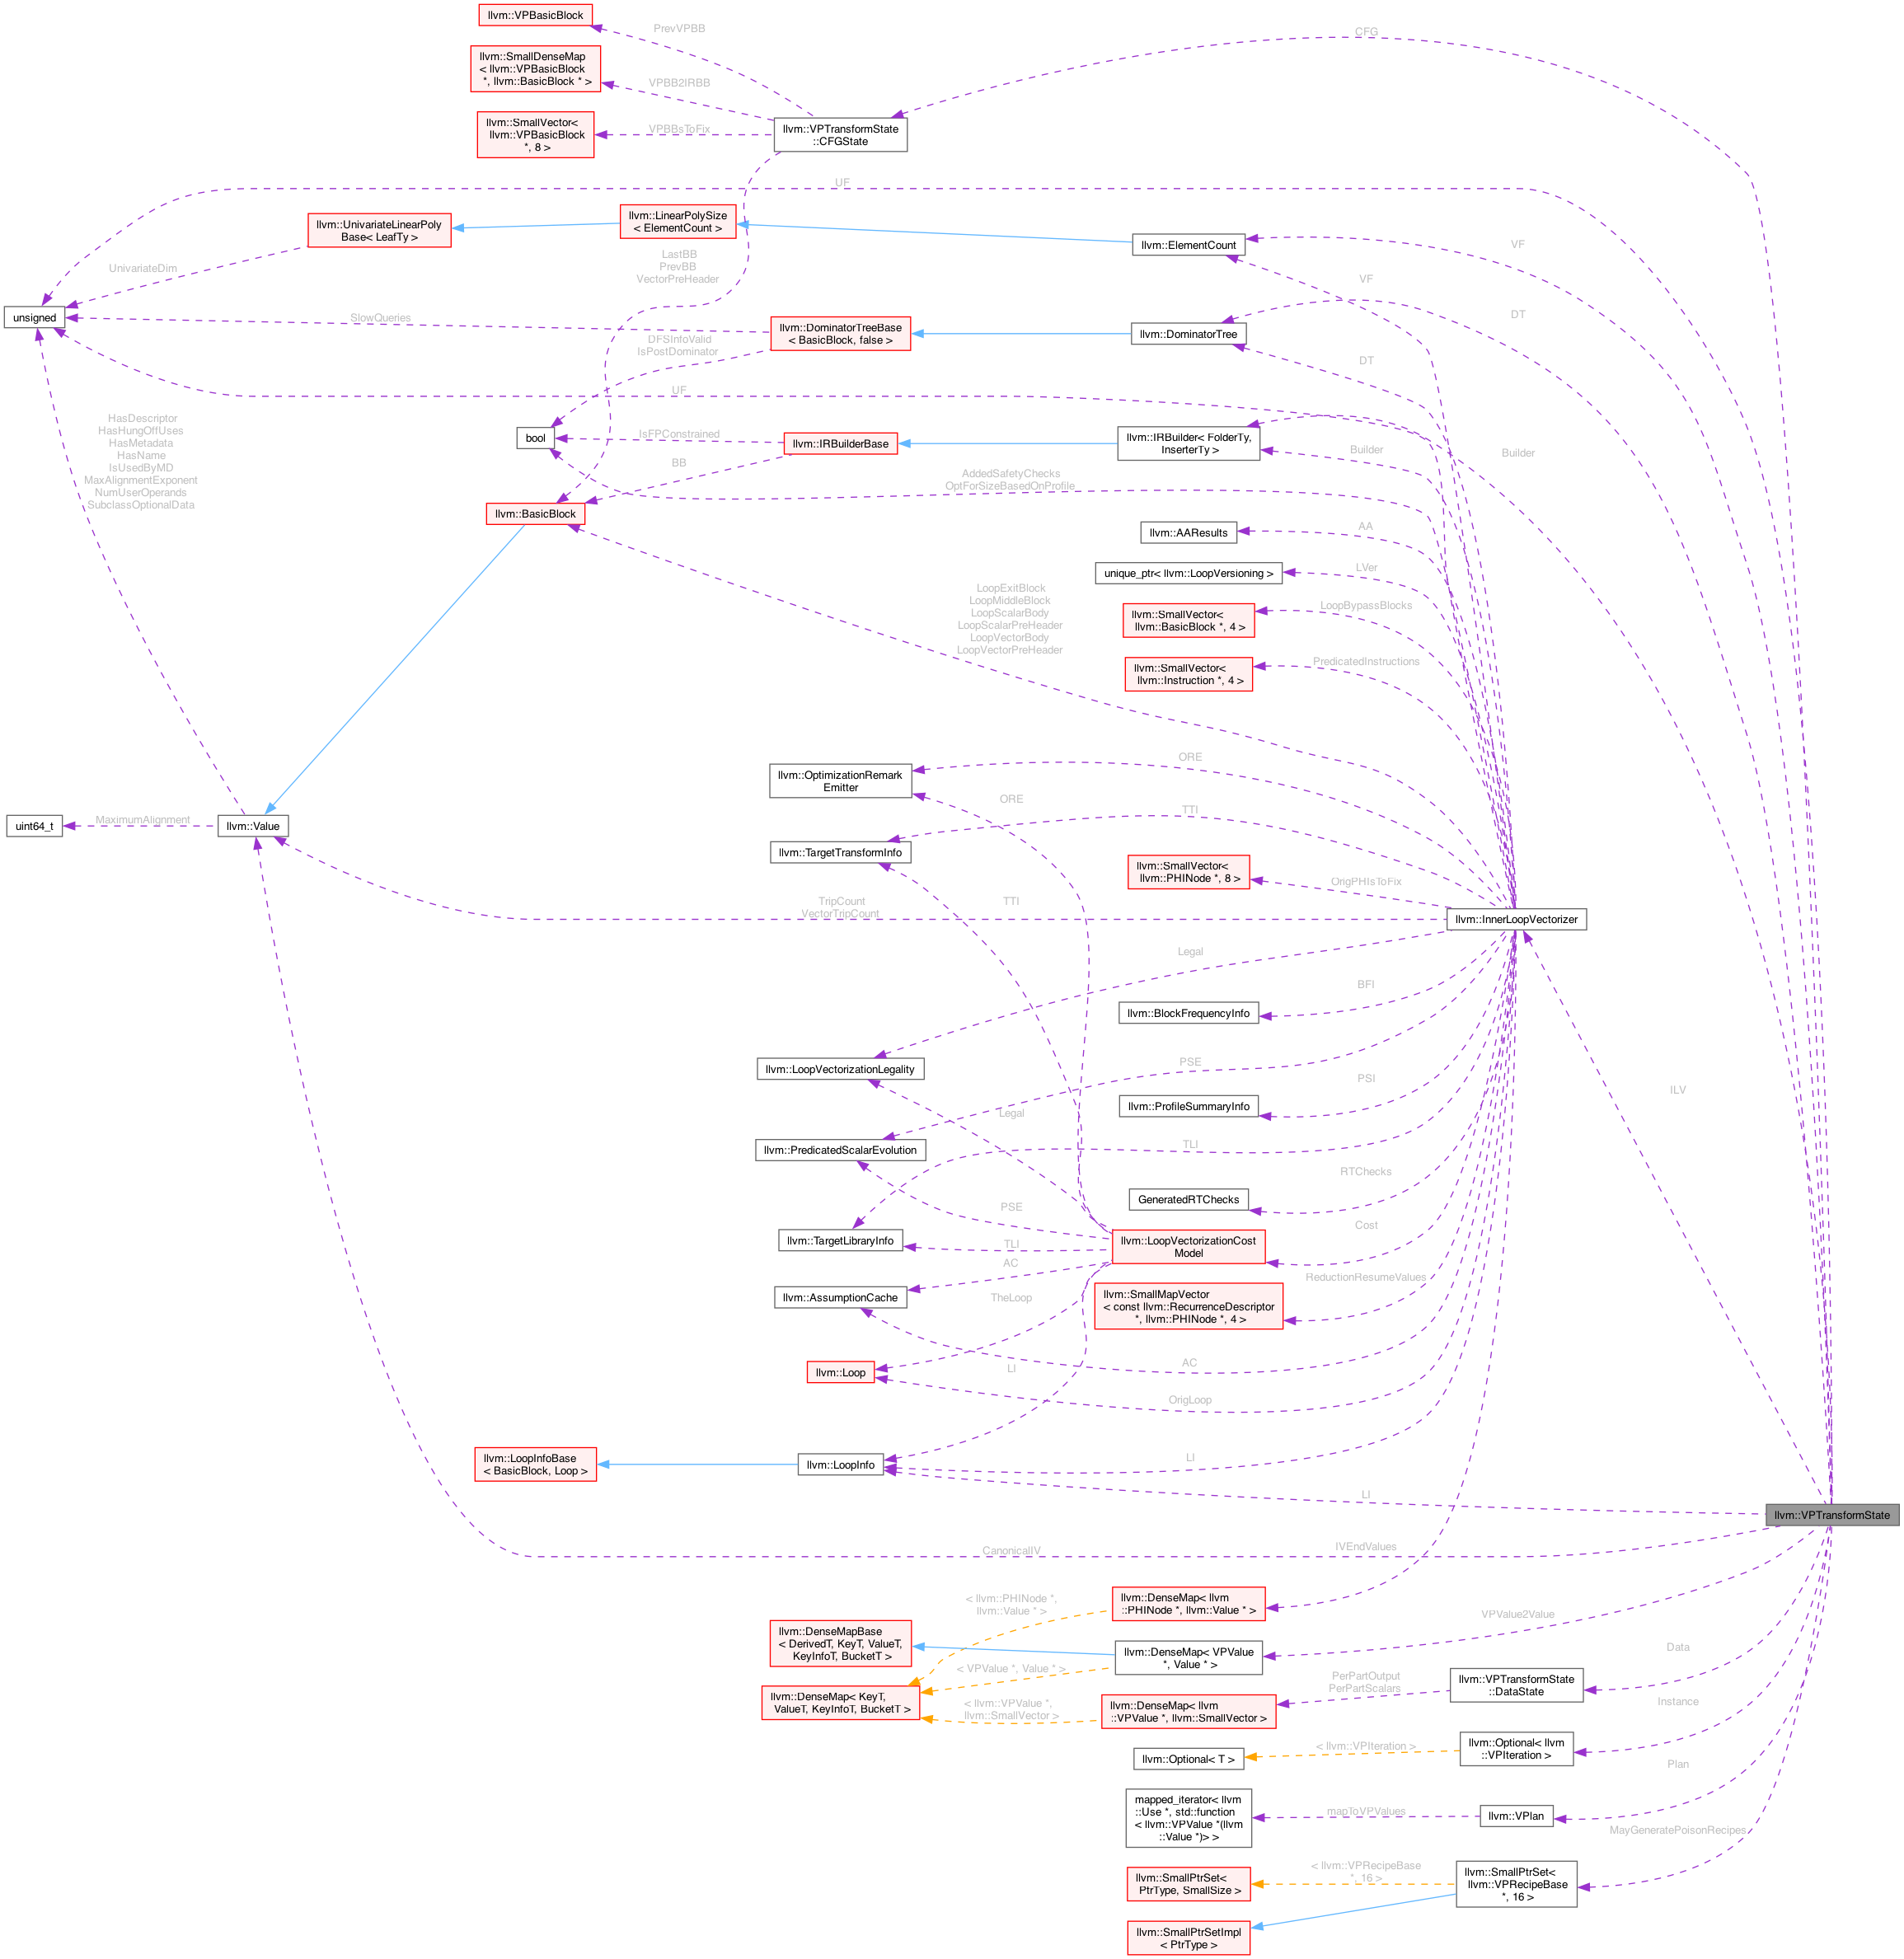 llvm::VPBasicBlock
PrevVPBB
CFG
llvm::SmallDenseMap
< llvm::VPBasicBlock
*, llvm::BasicBlock * >
VPBB2IRBB
llvm::SmallVector<
llvm::VPBasicBlock
*, 8 >
VPBBsToFix
llvm::VPTransformState
::CFGState
UF
llvm::UnivariateLinearPoly
Base< LeafTy >
llvm::LinearPolySize
< ElementCount >
llvm::ElementCount
VF
LastBB
PrevBB
VectorPreHeader
UnivariateDim
VF
unsigned
SlowQueries
llvm::DominatorTreeBase
< BasicBlock, false >
llvm::DominatorTree
DT
DFSInfoValid
IsPostDominator
DT
UF
HasDescriptor
HasHungOffUses
HasMetadata
HasName
IsUsedByMD
MaxAlignmentExponent
NumUserOperands
SubclassOptionalData
bool
IsFPConstrained
llvm::IRBuilderBase
llvm::IRBuilder< FolderTy,
InserterTy >
Builder
Builder
BB
AddedSafetyChecks
OptForSizeBasedOnProfile
llvm::BasicBlock
llvm::AAResults
AA
unique_ptr< llvm::LoopVersioning >
LVer
LoopExitBlock
LoopMiddleBlock
LoopScalarBody
LoopScalarPreHeader
LoopVectorBody
LoopVectorPreHeader
llvm::SmallVector<
llvm::BasicBlock *, 4 >
LoopBypassBlocks
llvm::SmallVector<
llvm::Instruction *, 4 >
PredicatedInstructions
llvm::OptimizationRemark
Emitter
ORE
ORE
uint64_t
MaximumAlignment
llvm::Value
TTI
llvm::TargetTransformInfo
llvm::SmallVector<
llvm::PHINode *, 8 >
OrigPHIsToFix
TripCount
VectorTripCount
TTI
llvm::InnerLoopVectorizer
Legal
BFI
llvm::BlockFrequencyInfo
llvm::LoopVectorizationLegality
PSE
PSI
ILV
llvm::ProfileSummaryInfo
Legal
llvm::PredicatedScalarEvolution
TLI
RTChecks
GeneratedRTChecks
PSE
llvm::TargetLibraryInfo
TLI
llvm::LoopVectorizationCost
Model
Cost
AC
llvm::AssumptionCache
TheLoop
ReductionResumeValues
llvm::SmallMapVector
< const llvm::RecurrenceDescriptor
*, llvm::PHINode *, 4 >
AC
llvm::Loop
LI
OrigLoop
llvm::LoopInfoBase
< BasicBlock, Loop >
llvm::LoopInfo
LI
LI
llvm::VPTransformState
CanonicalIV
IVEndValues
< llvm::PHINode *,
llvm::Value * >
llvm::DenseMap< llvm
::PHINode *, llvm::Value * >
VPValue2Value
llvm::DenseMapBase
< DerivedT, KeyT, ValueT,
KeyInfoT, BucketT >
llvm::DenseMap< VPValue
*, Value * >
Data
< VPValue *, Value * >
PerPartOutput
PerPartScalars
llvm::VPTransformState
::DataState
llvm::DenseMap< KeyT,
ValueT, KeyInfoT, BucketT >
< llvm::VPValue *,
llvm::SmallVector >
llvm::DenseMap< llvm
::VPValue *, llvm::SmallVector >
Instance
llvm::Optional< T >
< llvm::VPIteration >
llvm::Optional< llvm
::VPIteration >
Plan
mapped_iterator< llvm
::Use *, std::function
< llvm::VPValue *(llvm
::Value *)> >
mapToVPValues
llvm::VPlan
MayGeneratePoisonRecipes
llvm::SmallPtrSet<
PtrType, SmallSize >
< llvm::VPRecipeBase
*, 16 >
llvm::SmallPtrSet<
llvm::VPRecipeBase
*, 16 >
llvm::SmallPtrSetImpl
< PtrType >